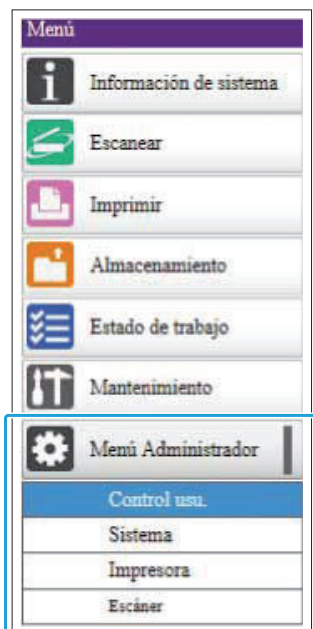 Menú
Información de sistema
Escanear
Imprimir
Almacenamiento
Estado de trabajo
Mantenimiento
Menú Administrador
Control usu.
Sistema
Impresora
Escáner